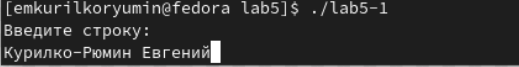 [emkurilkoryumin@fedora lab5]$ ./lab5-1
Введите строку:
Курилко-Рюмин Евгений